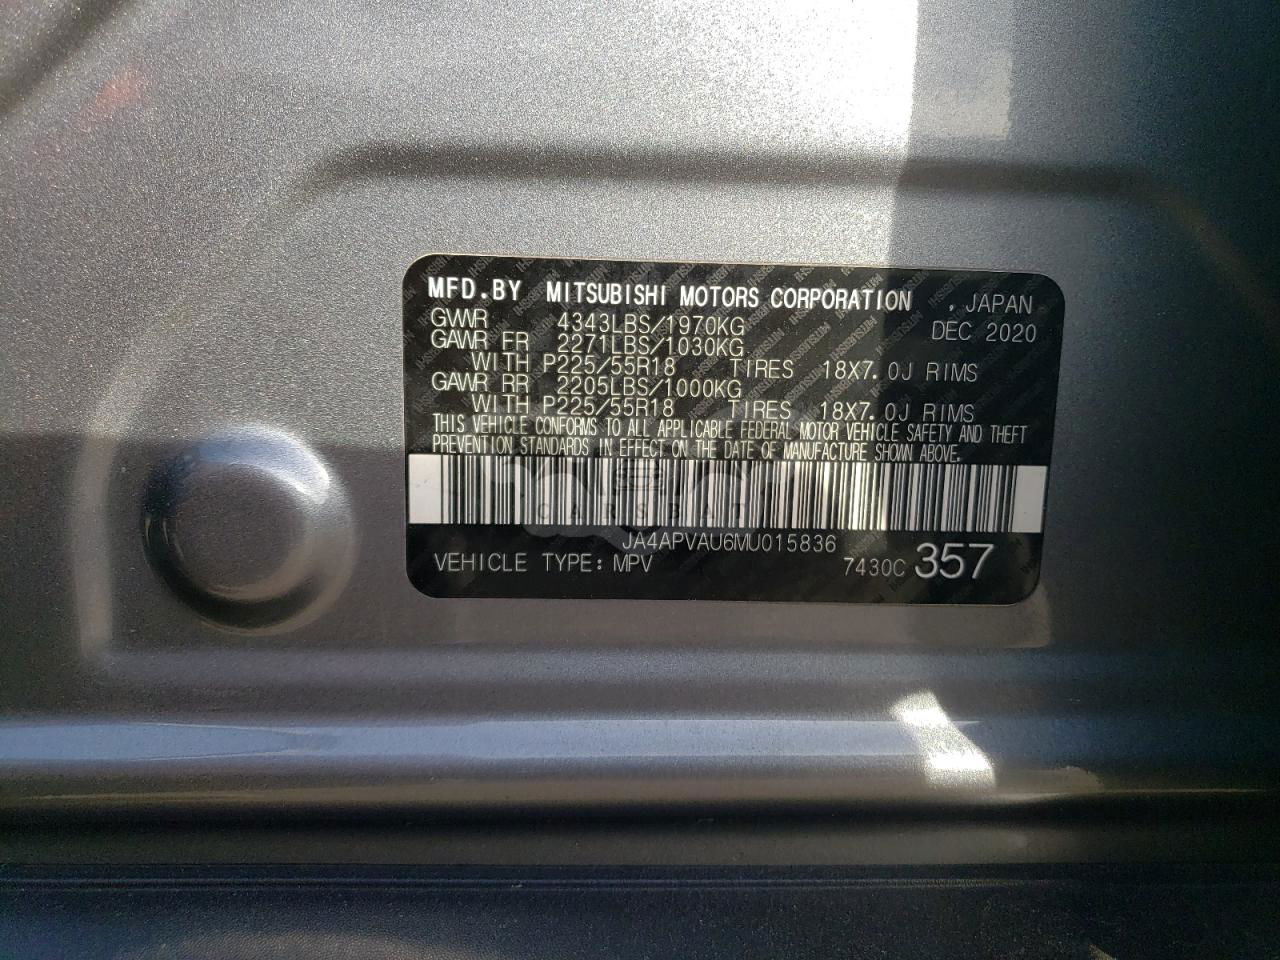 MFD.BY MITSUBISHI MOTORS CORPORATION , JAPAN
GVWR 4343LBS/1970KG DEC 2020
GAWR FR 2271LBS/1030KG
WITH P225/55R18 TIRES 18X7.0J RIMS
GAWR RR 2205LBS/1000KG
WITH P225/55R18 TIRES 18X7.0J RIMS
THIS VEHICLE CONFORMS TO ALL APPLICABLE FEDERAL MOTOR VEHICLE SAFETY AND THEFT
PREVENTION STANDARDS IN EFFECT ON THE DATE OF MANUFACTURE SHOWN ABOVE.
JA4APVAU6MU015836
VEHICLE TYPE: MPV 7430C 357